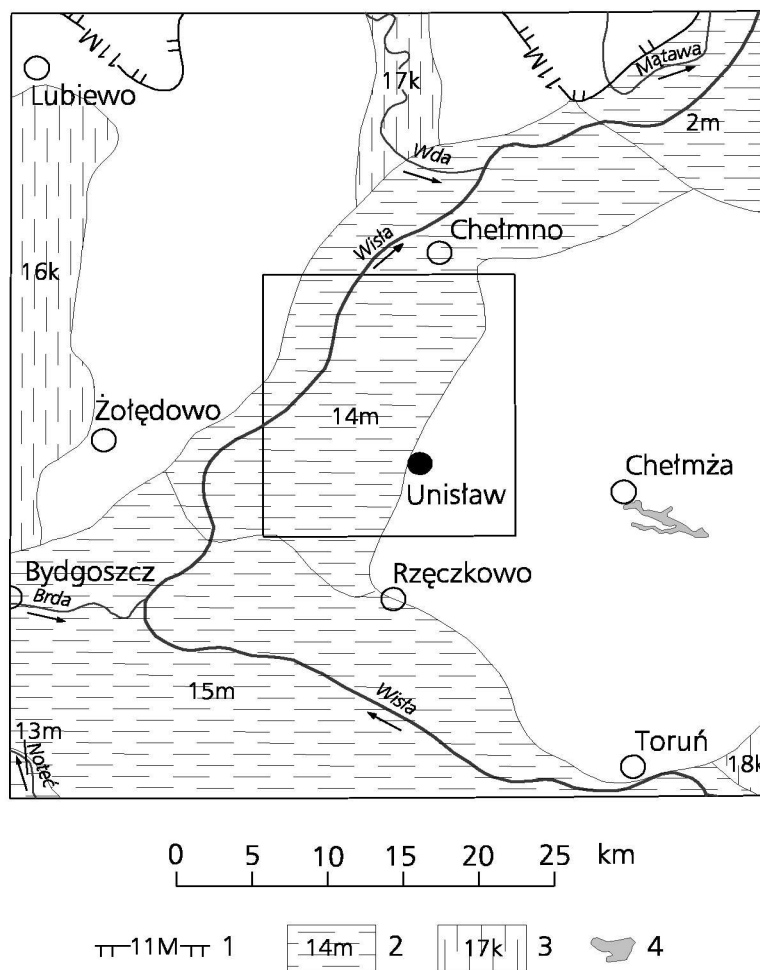 11M
11M
Mątawa
Lubiewo
17k
2m
Wda
Wisła
Chełmno
16k
14m
Żołędowo
Chełmża
Unisław
Bydgoszcz
Rzęczkowo
Brda
15m
Wisła
13m
Noteć
Toruń
18k
0 5 10 15 20 25 km
11M 1 14m 2 17k 3 4